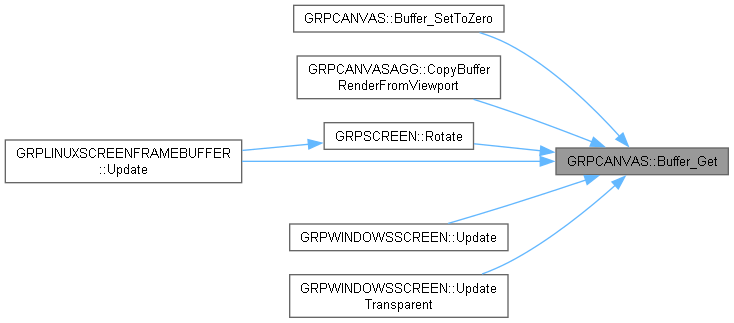 GRPCANVAS::Buffer_SetToZero
GRPCANVASAGG::CopyBuffer
RenderFromViewport
GRPSCREEN::Rotate
GRPLINUXSCREENFRAMEBUFFER
::Update
GRPCANVAS::Buffer_Get
GRPWINDOWSSCREEN::Update
GRPWINDOWSSCREEN::Update
Transparent